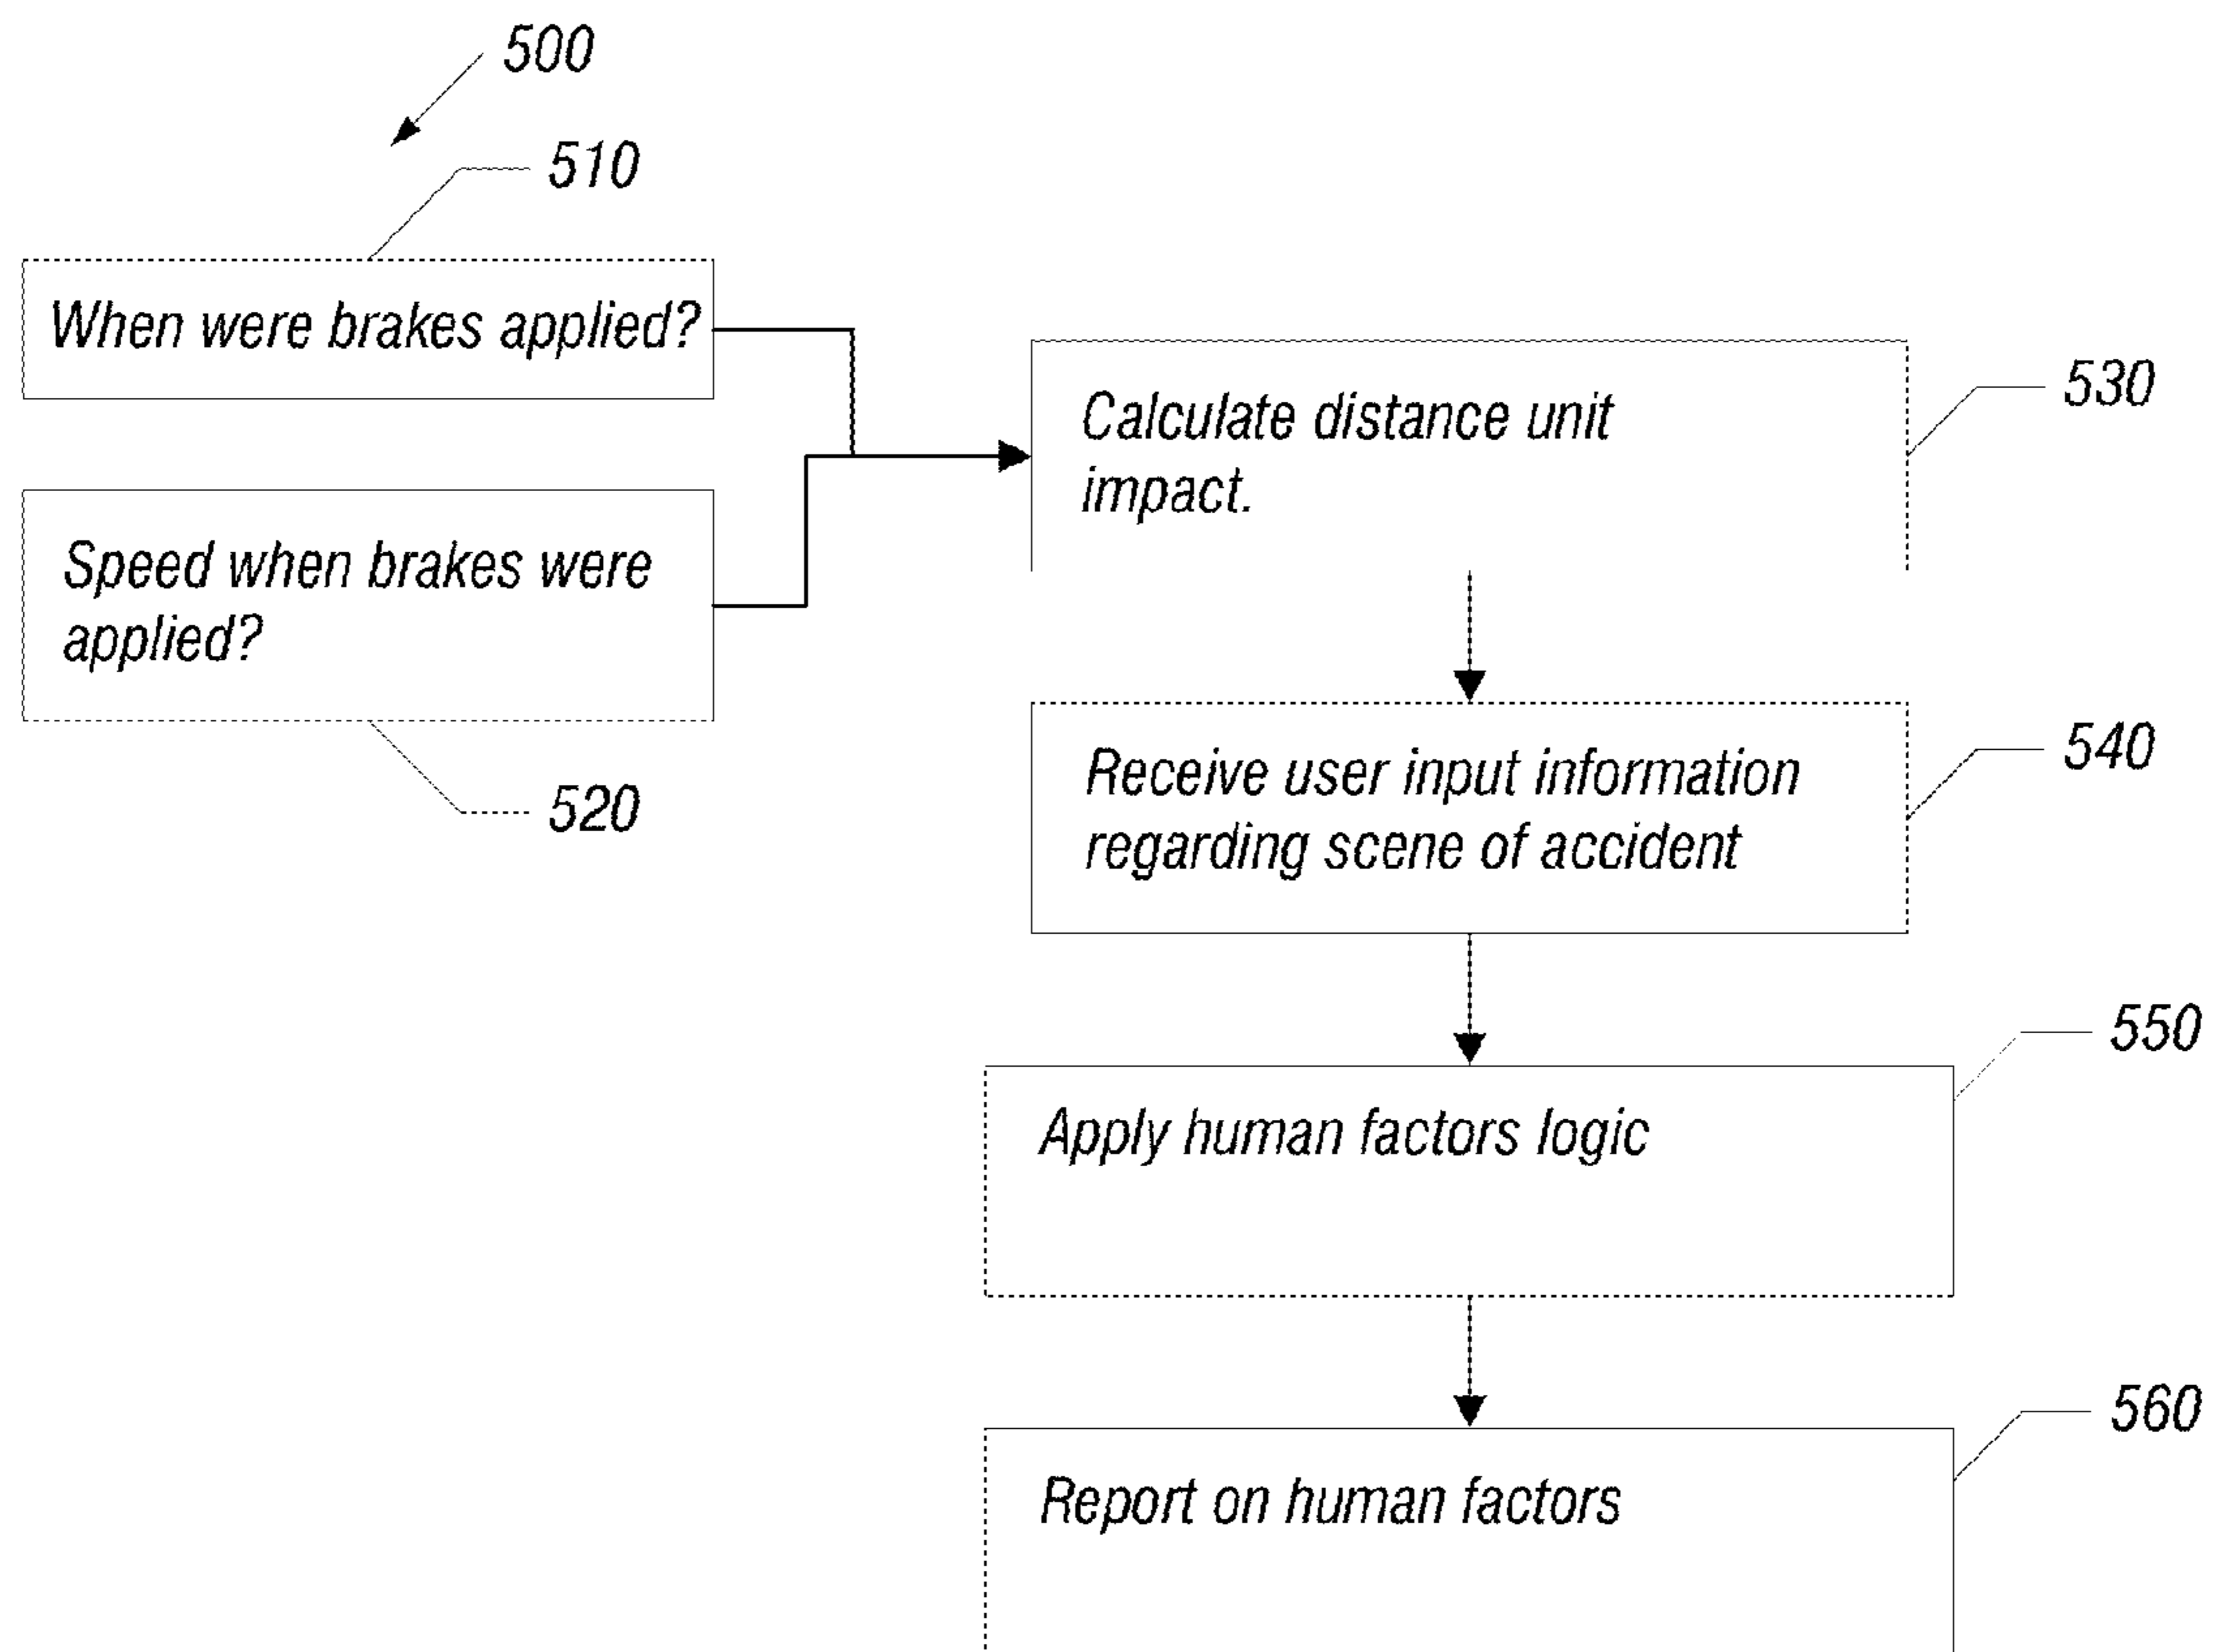 500
510
When were brakes applied?
Calculate distance unit
impact.
530
Speed when brakes were
applied?
520
Receive user input information
regarding scene of accident
540
550
Apply human factors logic
560
Report on human factors